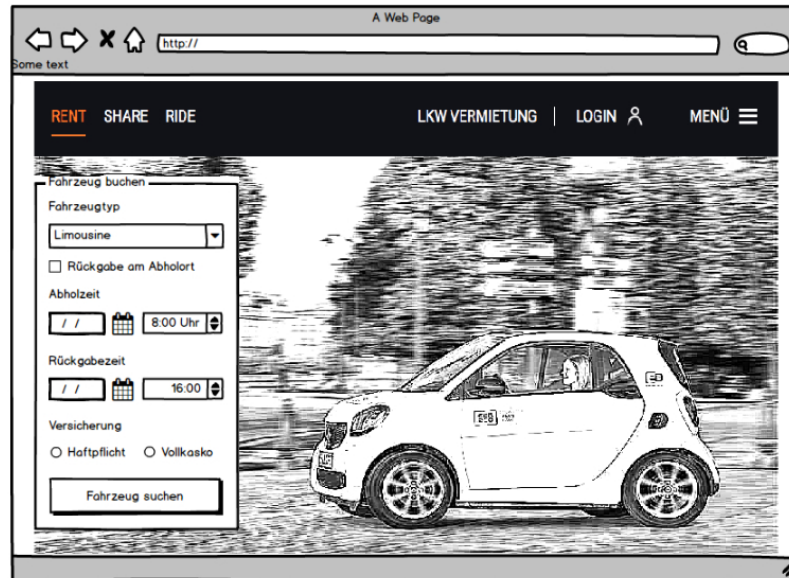 A Web Page
http://
Some text
RENT SHARE RIDE LKW VERMIETUNG LOGIN MENÜ
Fahrzeug buchen
Fahrzeugtyp
Limousine
Rückgabe am Abholort
Abholzeit
/ / 8:00 Uhr
Rückgabezeit
/ / 16:00
Versicherung
Haftpflicht Vollkasko
Fahrzeug suchen